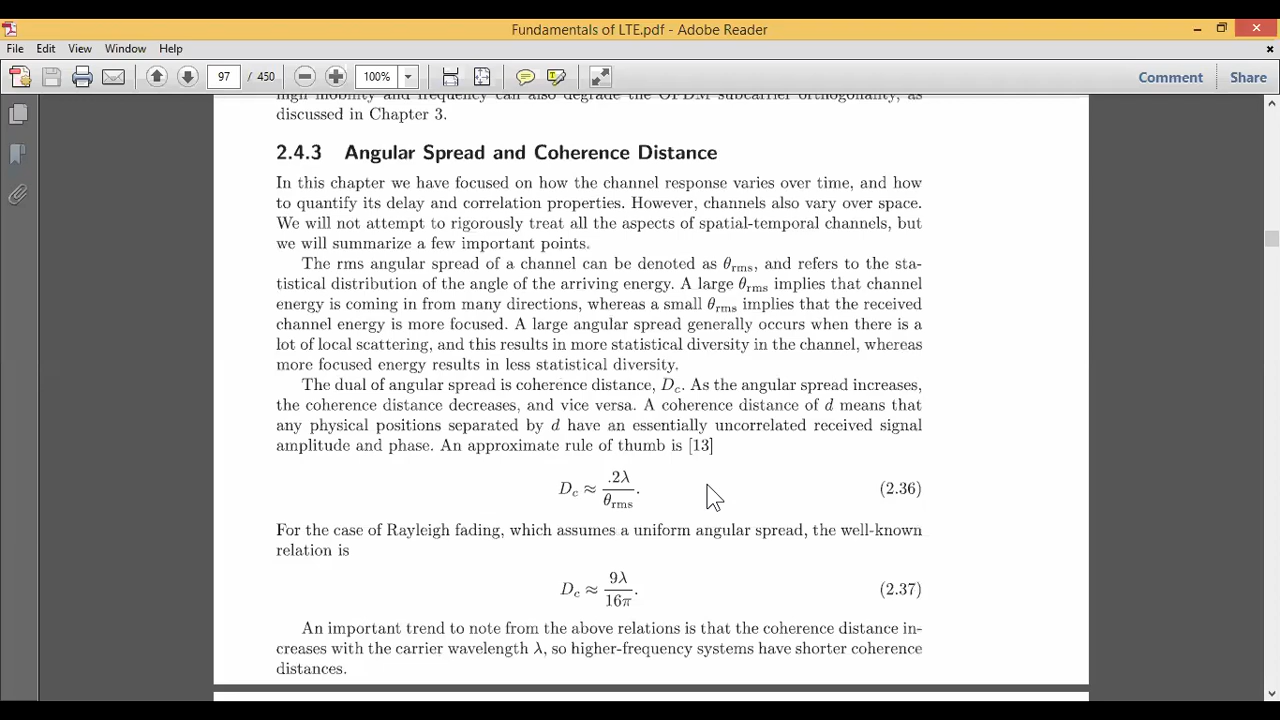 Fundamentals of LTE.pdf - Adobe Reader
File Edit View Window Help
97 / 450 100% Comment Share
high mobility and frequency can also degrade the OFDM subcarrier orthogonality, as
discussed in Chapter 3.
2.4.3 Angular Spread and Coherence Distance
In this chapter we have focused on how the channel response varies over time, and how
to quantify its delay and correlation properties. However, channels also vary over space.
We will not attempt to rigorously treat all the aspects of spatial-temporal channels, but
we will summarize a few important points.
The rms angular spread of a channel can be denoted as θrms, and refers to the sta-
tistical distribution of the angle of the arriving energy. A large θrms implies that channel
energy is coming in from many directions, whereas a small θrms implies that the received
channel energy is more focused. A large angular spread generally occurs when there is a
lot of local scattering, and this results in more statistical diversity in the channel, whereas
more focused energy results in less statistical diversity.
The dual of angular spread is coherence distance, Dc. As the angular spread increases,
the coherence distance decreases, and vice versa. A coherence distance of d means that
any physical positions separated by d have an essentially uncorrelated received signal
amplitude and phase. An approximate rule of thumb is [13]
Dc ≈ .2λ / θrms. (2.36)
For the case of Rayleigh fading, which assumes a uniform angular spread, the well-known
relation is
Dc ≈ 9λ / 16π. (2.37)
An important trend to note from the above relations is that the coherence distance in-
creases with the carrier wavelength λ, so higher-frequency systems have shorter coherence
distances.